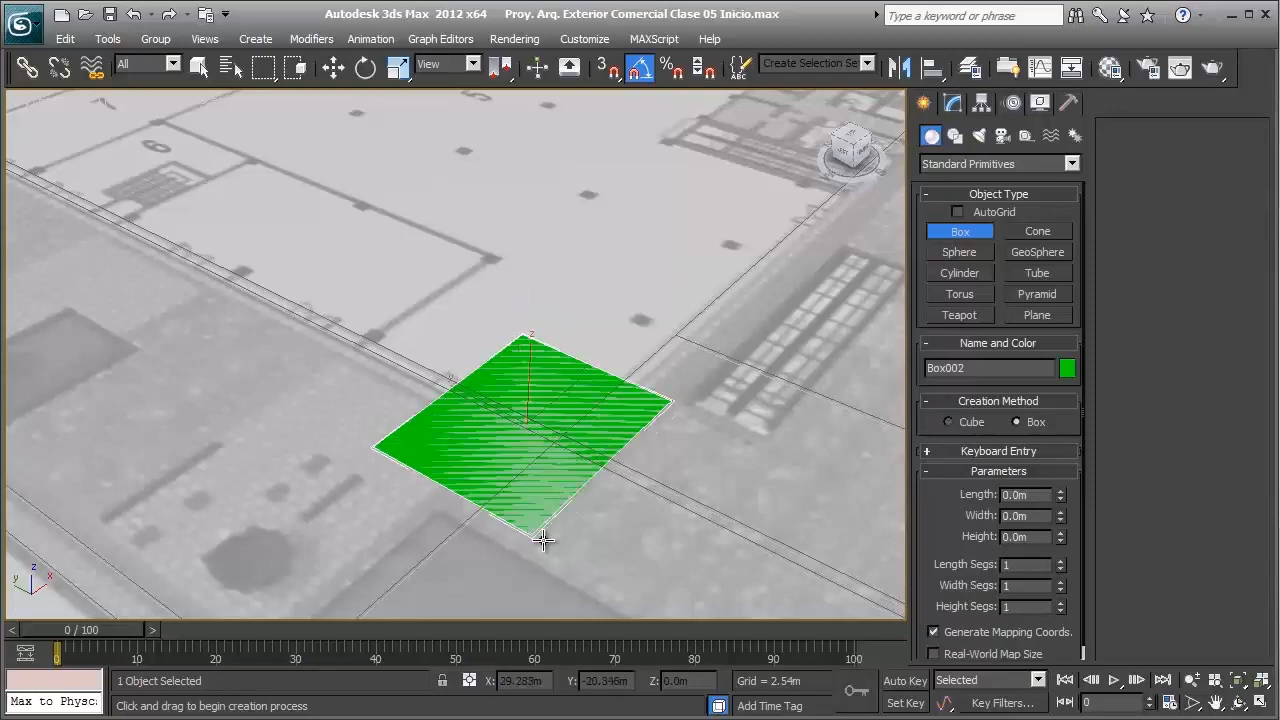 Autodesk 3ds Max 2012 x64 Proy. Arq. Exterior Comercial Clase 05 Inicio.max
Type a keyword or phrase
Edit Tools Group Views Create Modifiers Animation Graph Editors Rendering Customize MAXScript Help
All View 3 Create Selection Se
Standard Primitives
- Object Type
AutoGrid
Box Cone
Sphere GeoSphere
Cylinder Tube
Torus Pyramid
Teapot Plane
- Name and Color
Box002
- Creation Method
Cube Box
+ Keyboard Entry
- Parameters
Length: 0.0m
Width: 0.0m
Height: 0.0m
Length Segs: 1
Width Segs: 1
Height Segs: 1
Generate Mapping Coords.
Real-World Map Size
z
z
y x
< 0 / 100 >
0 10 20 30 40 50 60 70 80 90 100
1 Object Selected X: 29.283m Y: -20.346m Z: 0.0m Grid = 2.54m Auto Key Selected
Max to Physc: Click and drag to begin creation process Add Time Tag Set Key Key Filters... 0